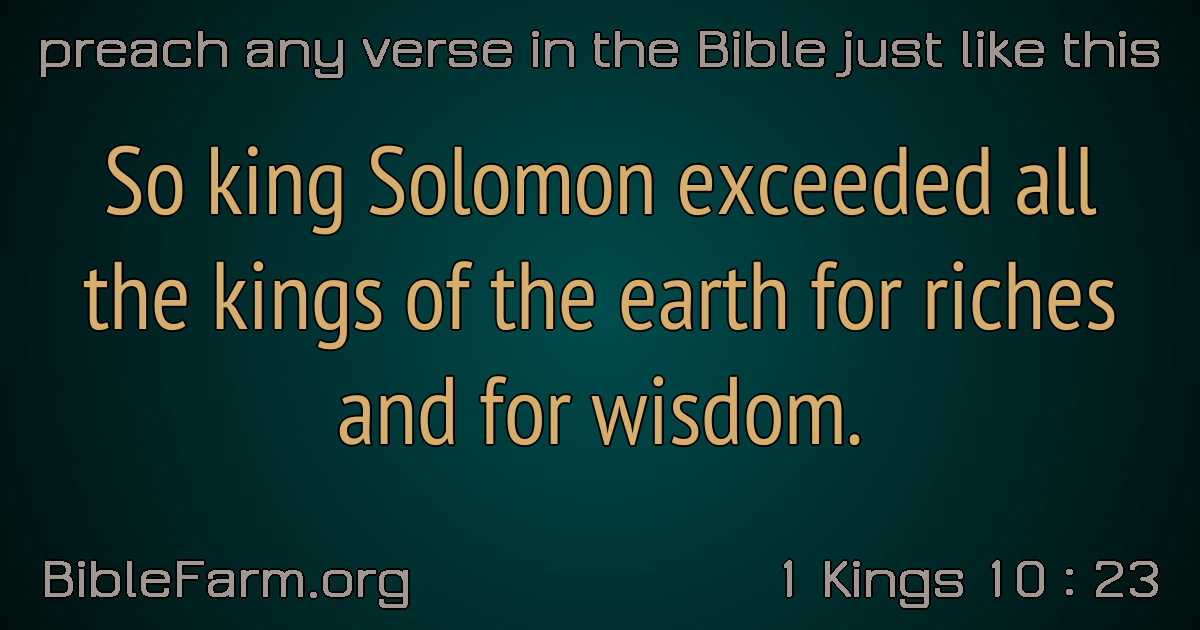 preach any verse in the Bible just like this
So king Solomon exceeded all
the kings of the earth for riches
and for wisdom.
BibleFarm.org
1 Kings 10 : 23